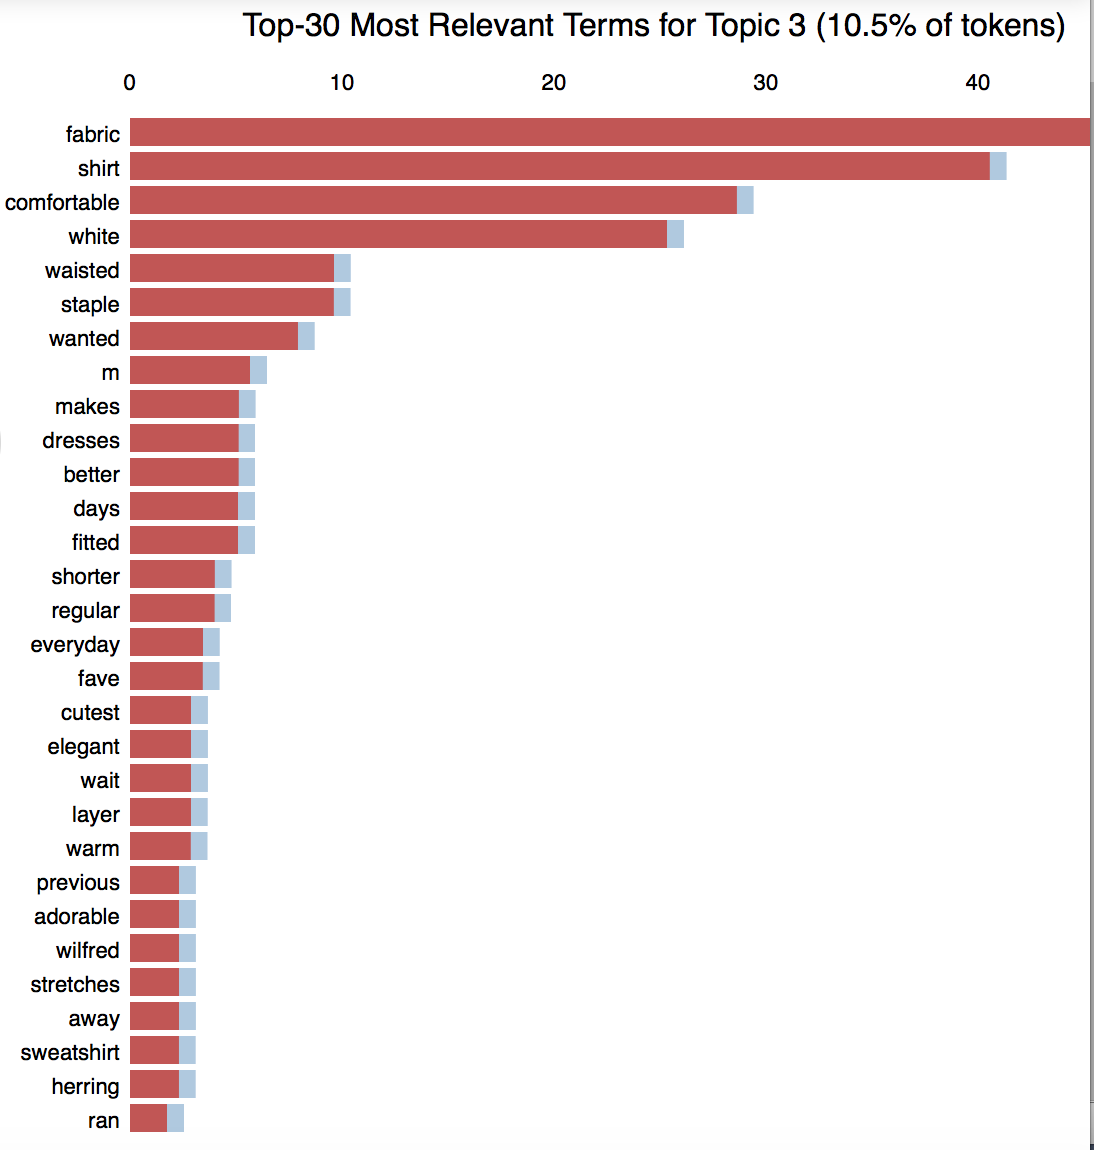 Top-30 Most Relevant Terms for Topic 3 (10.5% of tokens)
0 10 20 30 40
fabric
shirt
comfortable
white
waisted
staple
wanted
m
makes
dresses
better
days
fitted
shorter
regular
everyday
fave
cutest
elegant
wait
layer
warm
previous
adorable
wilfred
stretches
away
sweatshirt
herring
ran